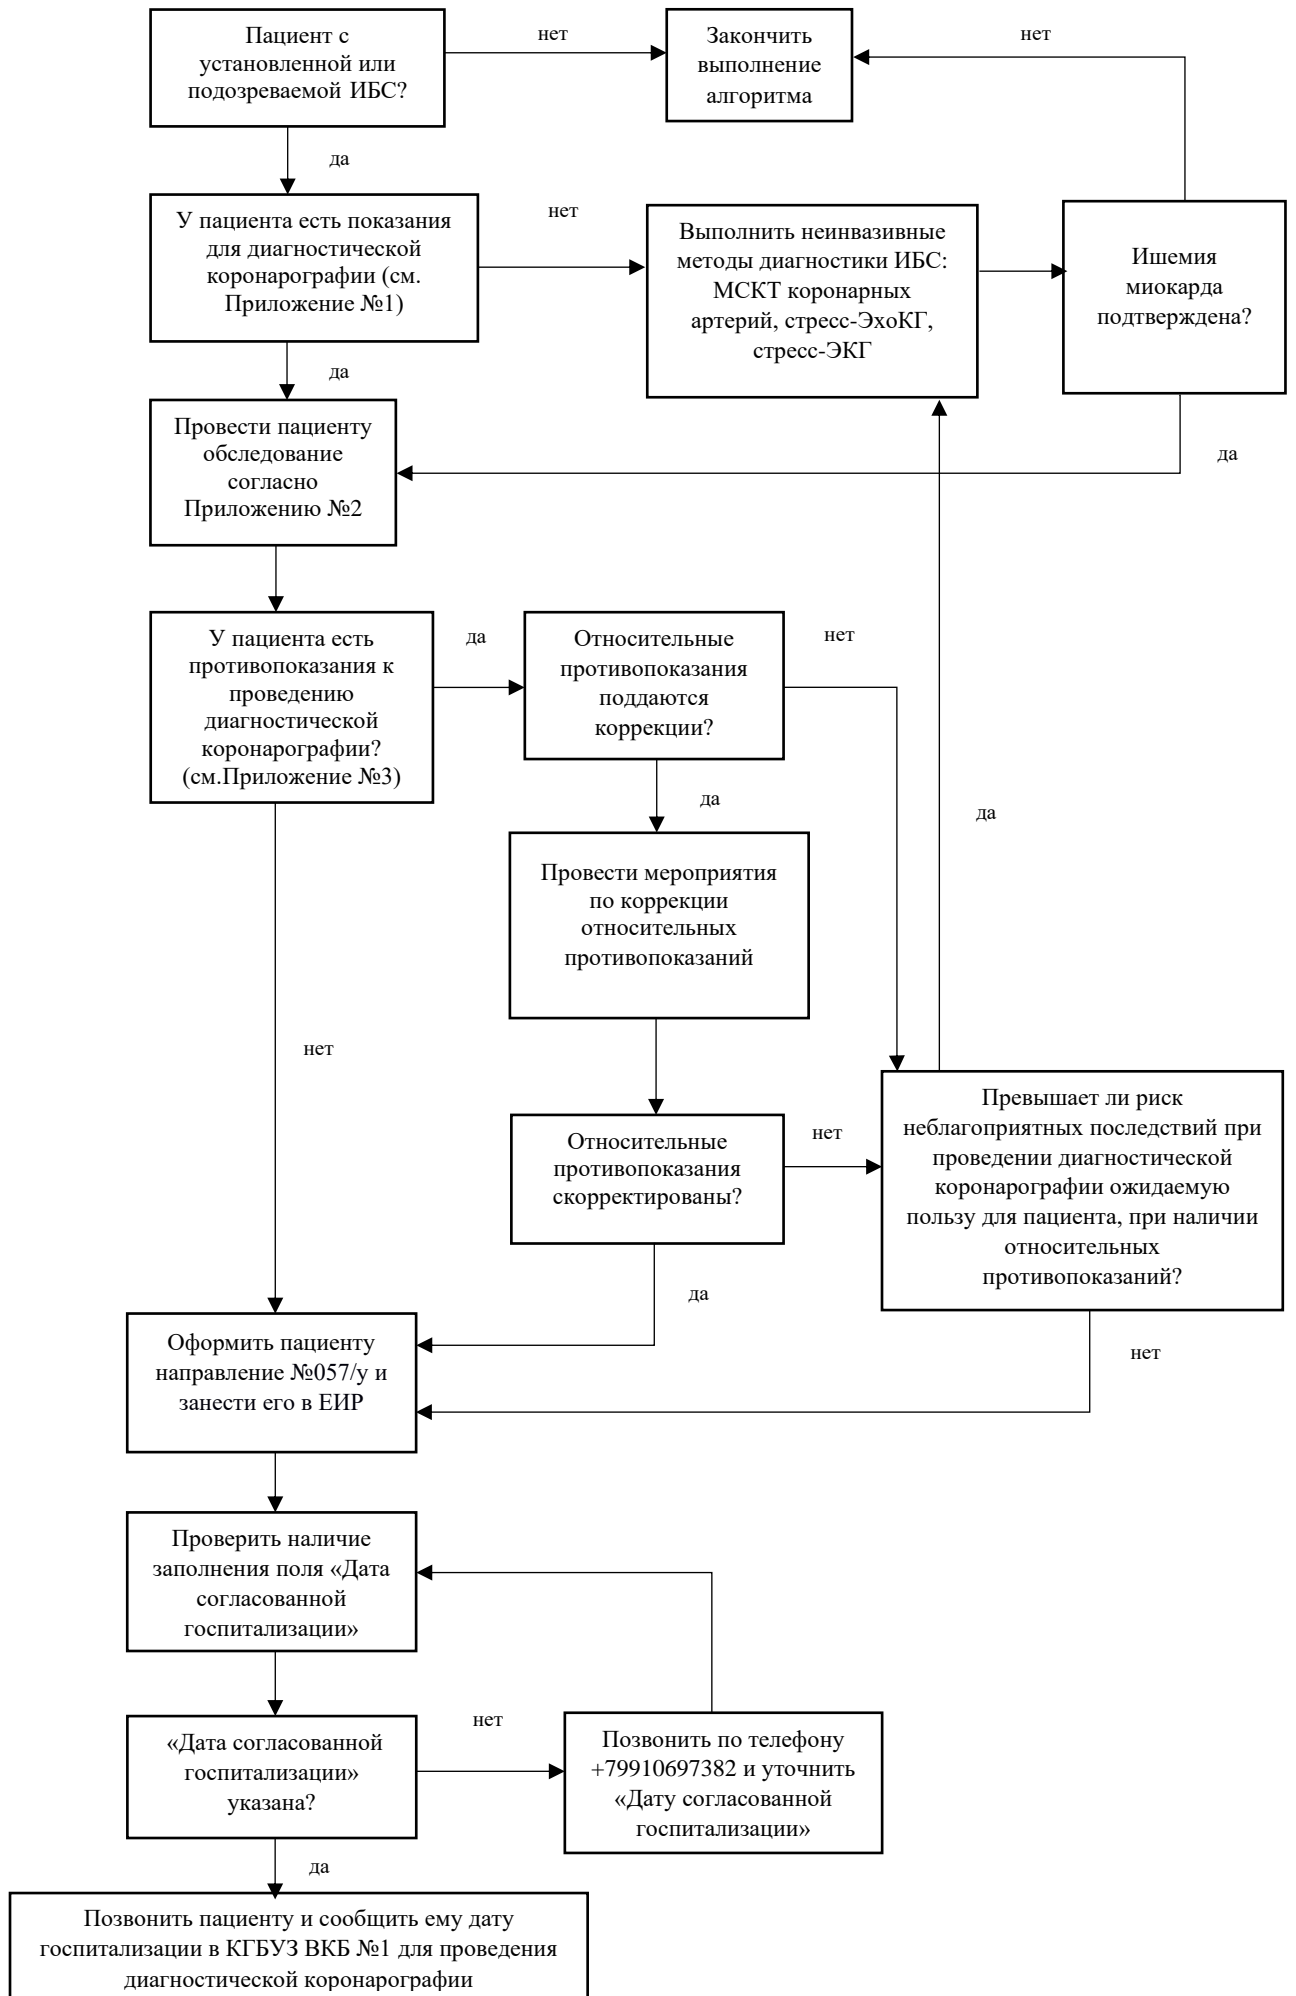 Пациент с
установленной или
подозреваемой ИБС?
нет
Закончить
выполнение
алгоритма
нет
да
У пациента есть показания
для диагностической
коронарографии (см.
Приложение №1)
нет
Выполнить неинвазивные
методы диагностики ИБС:
МСКТ коронарных
артерий, стресс-ЭхоКГ,
стресс-ЭКГ
Ишемия
миокарда
подтверждена?
да
Провести пациенту
обследование
согласно
Приложению №2
да
У пациента есть
противопоказания к
проведению
диагностической
коронарографии?
(см.Приложение №3)
да
Относительные
противопоказания
поддаются
коррекции?
нет
да
да
Провести мероприятия
по коррекции
относительных
противопоказаний
нет
Относительные
противопоказания
скорректированы?
нет
Превышает ли риск
неблагоприятных последствий при
проведении диагностической
коронарографии ожидаемую
пользу для пациента, при наличии
относительных
противопоказаний?
да
нет
Оформить пациенту
направление №057/у и
занести его в ЕИР
Проверить наличие
заполнения поля «Дата
согласованной
госпитализации»
«Дата согласованной
госпитализации»
указана?
нет
Позвонить по телефону
+79910697382 и уточнить
«Дату согласованной
госпитализации»
да
Позвонить пациенту и сообщить ему дату
госпитализации в КГБУЗ ВКБ №1 для проведения
диагностической коронарографии